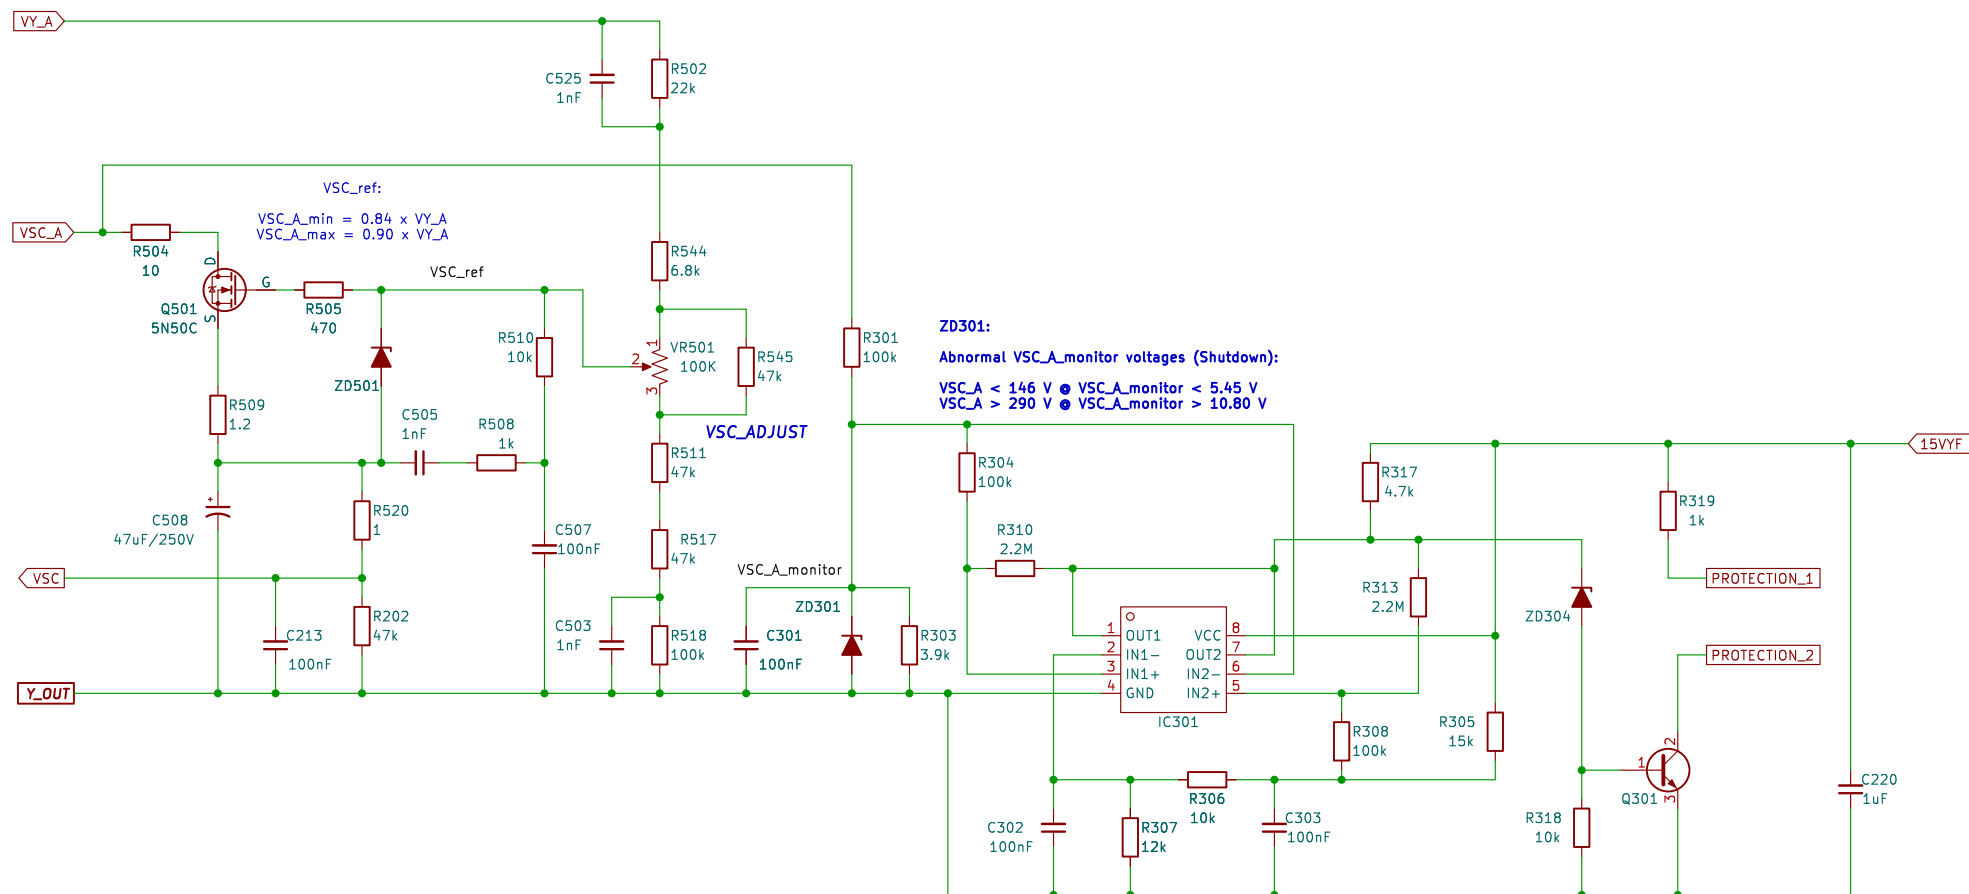 VY_A
C525
1nF
R502
22k
VSC_ref:
VSC_A_min = 0.84 x VY_A
VSC_A_max = 0.90 x VY_A
VSC_A
R504
10
D
G
S
Q501
5N50C
R505
470
VSC_ref
R544
6.8k
R510
10k
ZD501
1
2
3
VR501
100K
R545
47k
R301
100k
ZD301:
Abnormal VSC_A_monitor voltages (Shutdown):
VSC_A < 146 V @ VSC_A_monitor < 5.45 V
VSC_A > 290 V @ VSC_A_monitor > 10.80 V
R509
1.2
C505
1nF
R508
1k
VSC_ADJUST
R511
47k
R304
100k
R317
4.7k
15VYF
R319
1k
C508
+
47uF/250V
R520
1
C507
100nF
R517
47k
R310
2.2M
VSC
VSC_A_monitor
R313
2.2M
PROTECTION_1
C213
100nF
R202
47k
C503
1nF
R518
100k
C301
100nF
ZD301
R303
3.9k
1 OUT1 VCC 8
2 IN1- OUT2 7
3 IN1+ IN2- 6
4 GND IN2+ 5
IC301
ZD304
PROTECTION_2
Y_OUT
R308
100k
R305
15k
R306
10k
1
2
3
Q301
C302
100nF
R307
12k
C303
100nF
R318
10k
C220
1uF